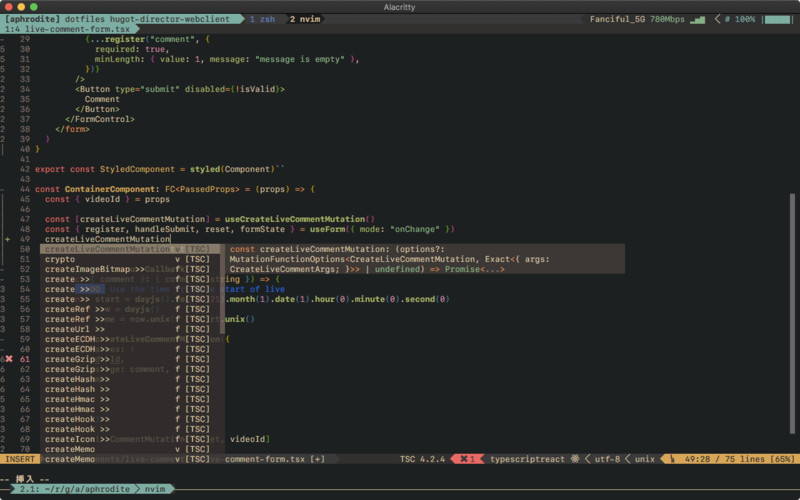 Alacritty
[aphrodite] dotfiles hugot-director-webclient 1 zsh 2 nvim Fanciful_5G 780Mbps # 100%
1:4 live-comment-form.tsx
29 {...register("comment", {
30 required: true,
31 minLength: { value: 1, message: "message is empty" },
32 })}
33 />
34 <Button type="submit" disabled={!isValid}>
35 Comment
36 </Button>
37 </FormControl>
38 </form>
39 )
40 }
41
42 export const StyledComponent = styled(Component)``
43
44 const ContainerComponent: FC<PassedProps> = (props) => {
45 const { videoId } = props
46
47 const [createLiveCommentMutation] = useCreateLiveCommentMutation()
48 const { register, handleSubmit, reset, formState } = useForm({ mode: "onChange" })
49 createLiveCommentMutation
50 createLiveCommentMutation v [TSC] const createLiveCommentMutation: (options?:
51 crypto v [TSC] MutationFunctionOptions<CreateLiveCommentMutation, Exact<{ args:
52 createImageBitmap >> f [TSC] CreateLiveCommentArgs; }>> | undefined) => Promise<...>
53 create >> f [TSC] string }) => {
54 create >> f [TSC] start of live
55 create >> f [TSC] .month(1).date(1).hour(0).minute(0).second(0)
56 createRef >> f [TSC]
57 createRef >> f [TSC] unix()
58 createUrl >> f [TSC]
59 createECDH >> f [TSC] {
60 createECDH >> f [TSC]
61 createGzip >> f [TSC]
62 createGzip >> f [TSC]
63 createHash >> f [TSC]
64 createHash >> f [TSC]
65 createHmac >> f [TSC]
66 createHmac >> f [TSC]
67 createHook >> f [TSC]
68 createHook >> f [TSC]
69 createIcon >> f [TSC] videoId]
70 createMemo v [TSC]
INSERT createMemo v [TSC] e-comment-form.tsx [+] TSC 4.2.4 1 typescriptreact utf-8 unix 49:28 / 75 lines [65%]
-- 挿入 --
2.1: ~/r/g/a/aphrodite nvim